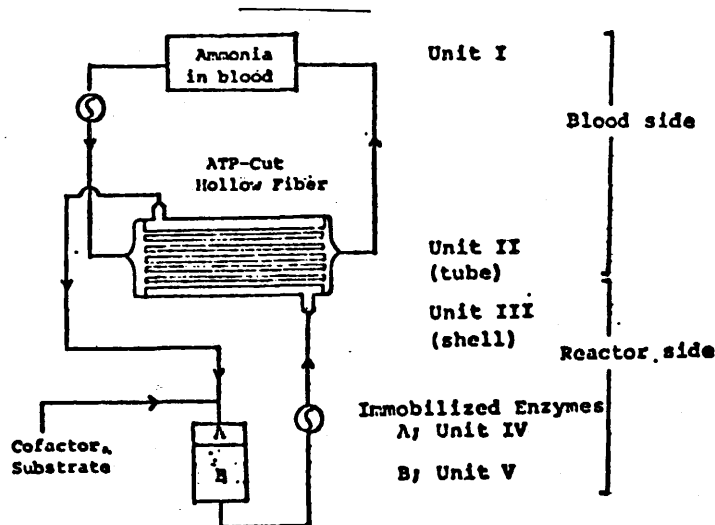 Ammonia
in blood
Unit I
Blood side
ATP-Cut
Hollow Fiber
Unit II
(tube)
Unit III
(shell)
Reactor side
Immobilized Enzymes
A; Unit IV
Cofactor,
Substrate
A
B
B; Unit V